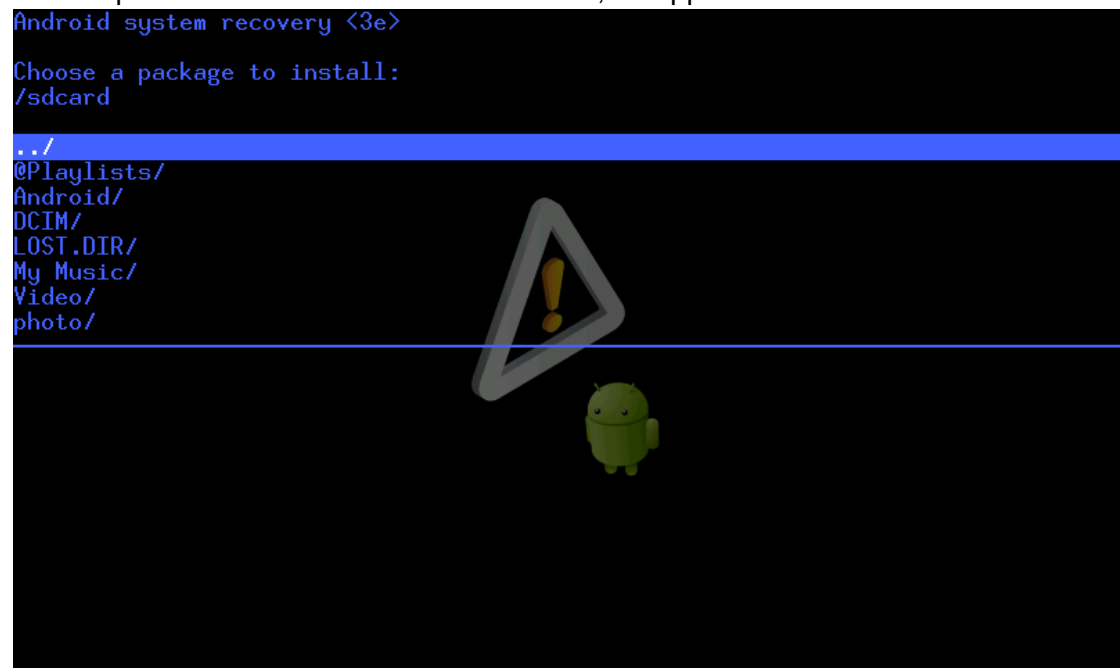 Android system recovery <3e>
Choose a package to install:
/sdcard
../
@Playlists/
Android/
DCIM/
LOST.DIR/
My Music/
Video/
photo/